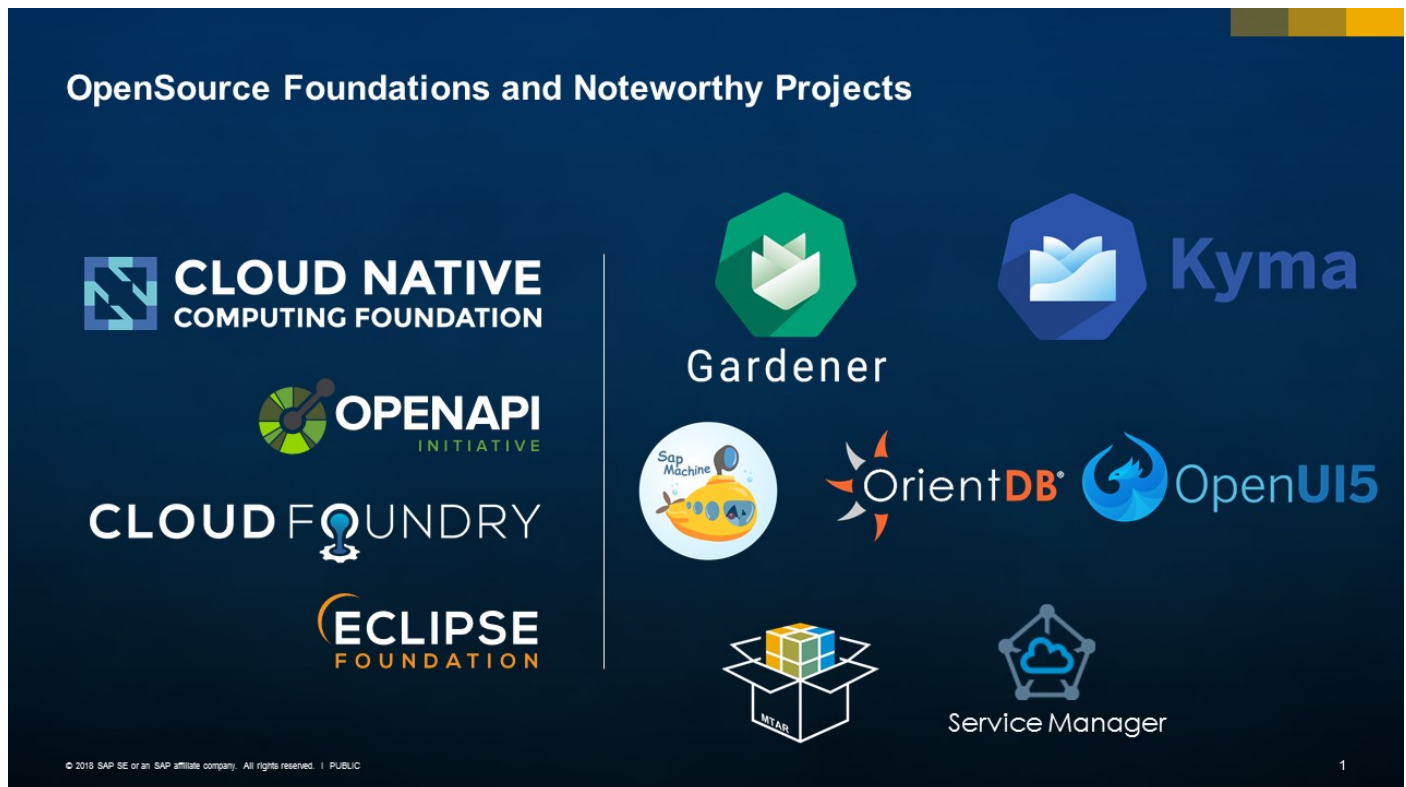 OpenSource Foundations and Noteworthy Projects
CLOUD NATIVE
COMPUTING FOUNDATION
OPENAPI
INITIATIVE
CLOUD FOUNDRY
ECLIPSE
FOUNDATION
Gardener
Kyma
Sap
Machine
OrientDB®
OpenUI5
MTAR
Service Manager
© 2018 SAP SE or an SAP affiliate company. All rights reserved. I PUBLIC
1